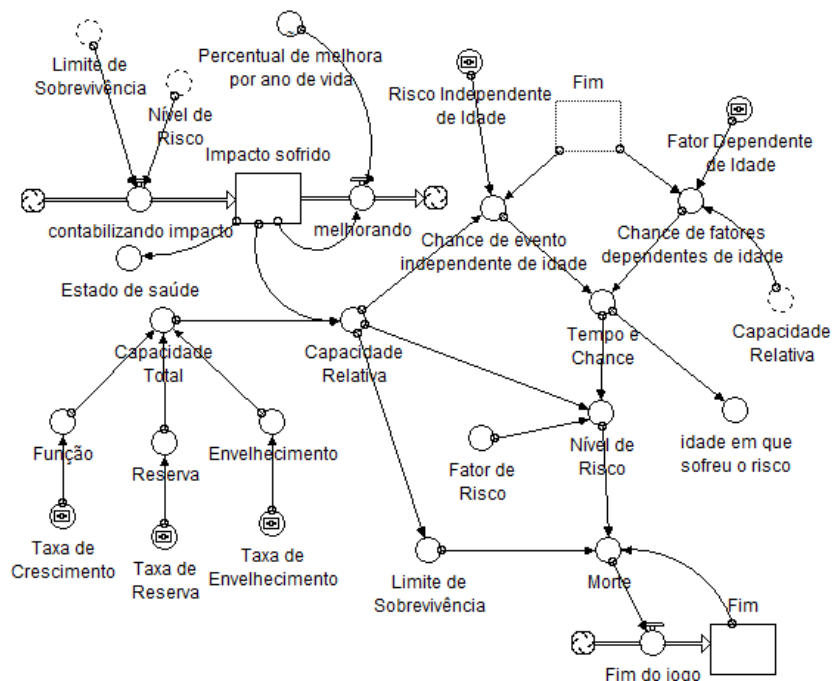 Limite de
Sobrevivência
Percentual de melhora
por ano de vida
Nível de
Risco
Impacto sofrido
contabilizando impacto
melhorando
Estado de saúde
Risco Independente
de Idade
Fim
Fator Dependente
de Idade
Chance de evento
independente de idade
Chance de fatores
dependentes de idade
Capacidade
Total
Capacidade
Relativa
Tempo e
Chance
Capacidade
Relativa
Função
Reserva
Envelhecimento
Fator de
Risco
Nível de
Risco
idade em que
sofreu o risco
Taxa de
Crescimento
Taxa de
Reserva
Taxa de
Envelhecimento
Limite de
Sobrevivência
Morte
Fim
Fim do jogo